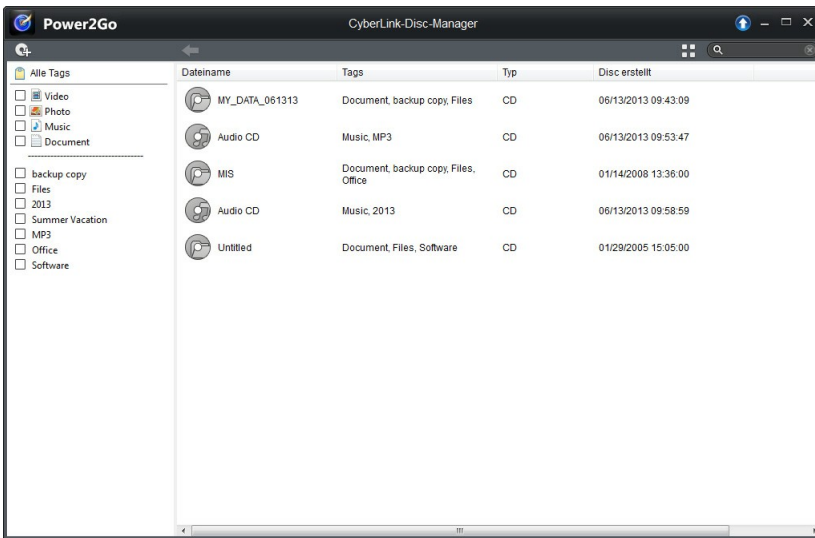 Power2Go
CyberLink-Disc-Manager
Alle Tags
Video
Photo
Music
Document
backup copy
Files
2013
Summer Vacation
MP3
Office
Software
Dateiname Tags Typ Disc erstellt
MY_DATA_061313 Document, backup copy, Files CD 06/13/2013 09:43:09
Audio CD Music, MP3 CD 06/13/2013 09:53:47
MIS Document, backup copy, Files, CD 01/14/2008 13:36:00
Office
Audio CD Music, 2013 CD 06/13/2013 09:58:59
Untitled Document, Files, Software CD 01/29/2005 15:05:00